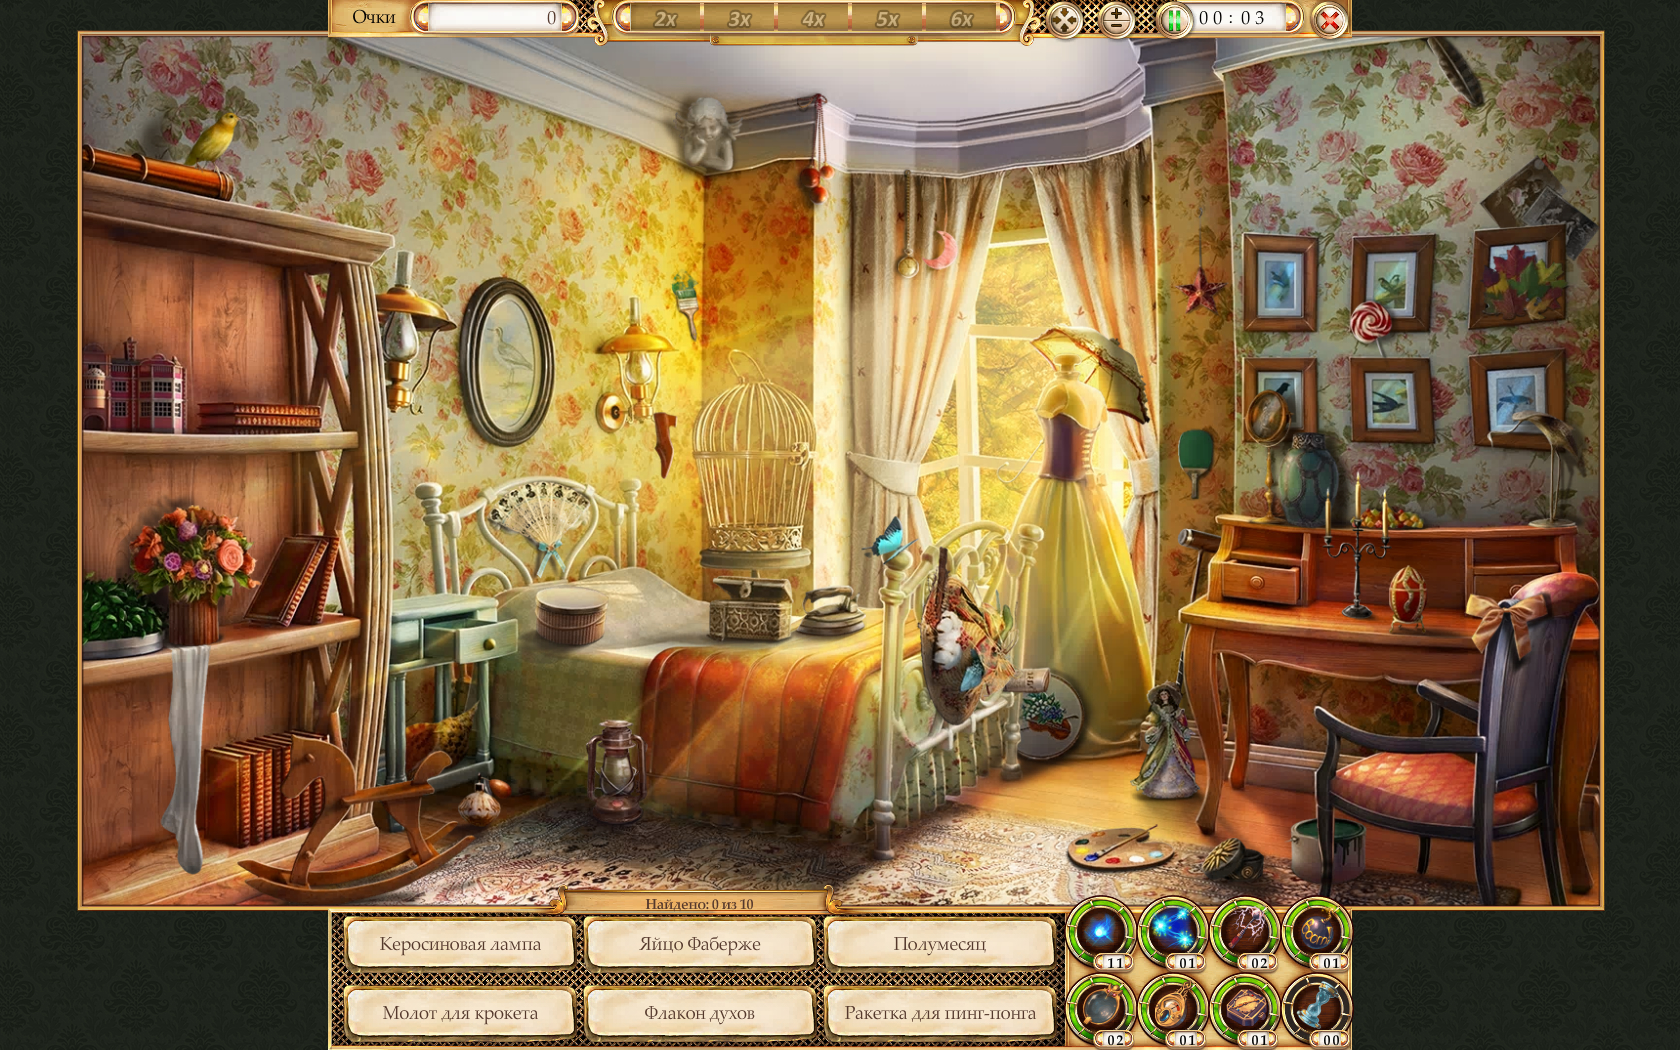 Очки 0 2x 3x 4x 5x 6x 00:03
Найдено: 0 из 10
Керосиновая лампа Яйцо Фаберже Полумесяц
11 01 02 01
Молот для крокета Флакон духов Ракетка для пинг-понга
02 01 01 00